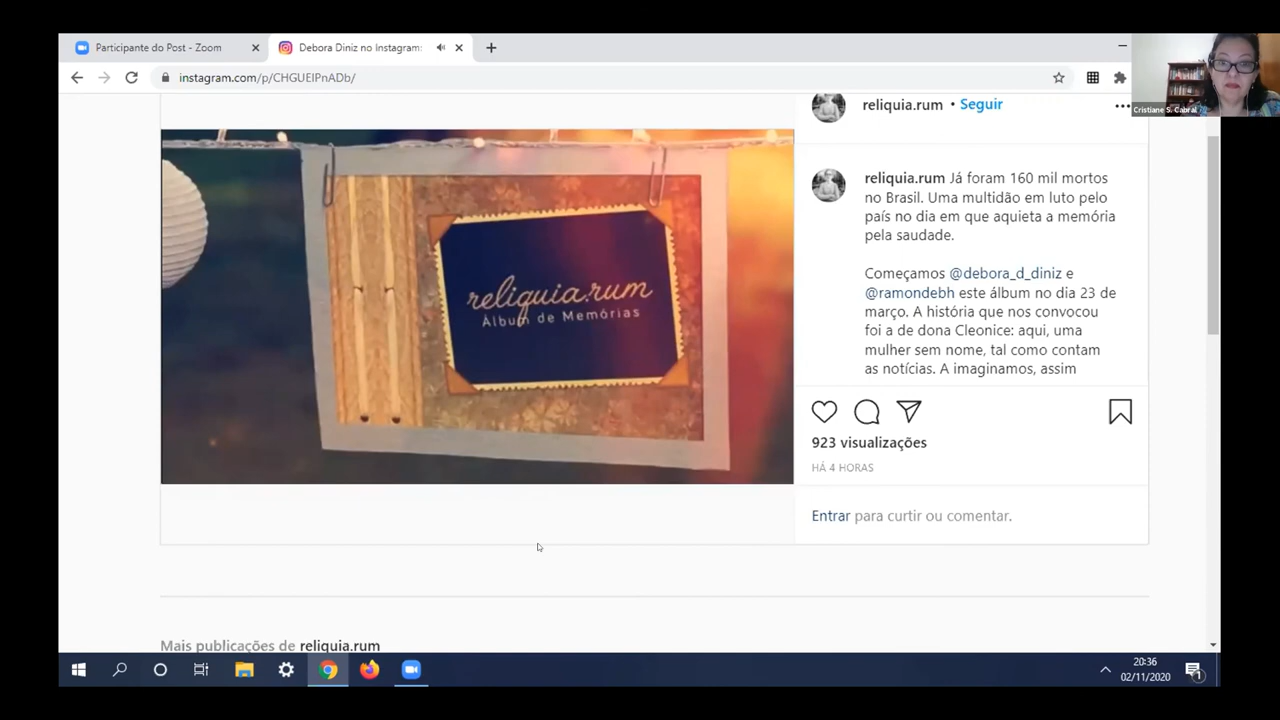 Participante do Post - Zoom
Debora Diniz no Instagram:
instagram.com/p/CHGUEIPnADb/
Cristiane S. Cabral
reliquia.rum • Seguir
reliquia.rum
Álbum de Memórias
reliquia.rum Já foram 160 mil mortos
no Brasil. Uma multidão em luto pelo
país no dia em que aquieta a memória
pela saudade.
Começamos @debora_d_diniz e
@ramondebh este álbum no dia 23 de
março. A história que nos convocou
foi a de dona Cleonice: aqui, uma
mulher sem nome, tal como contam
as notícias. A imaginamos, assim
923 visualizações
HÁ 4 HORAS
Entrar para curtir ou comentar.
Mais publicações de reliquia.rum
20:36
02/11/2020
1